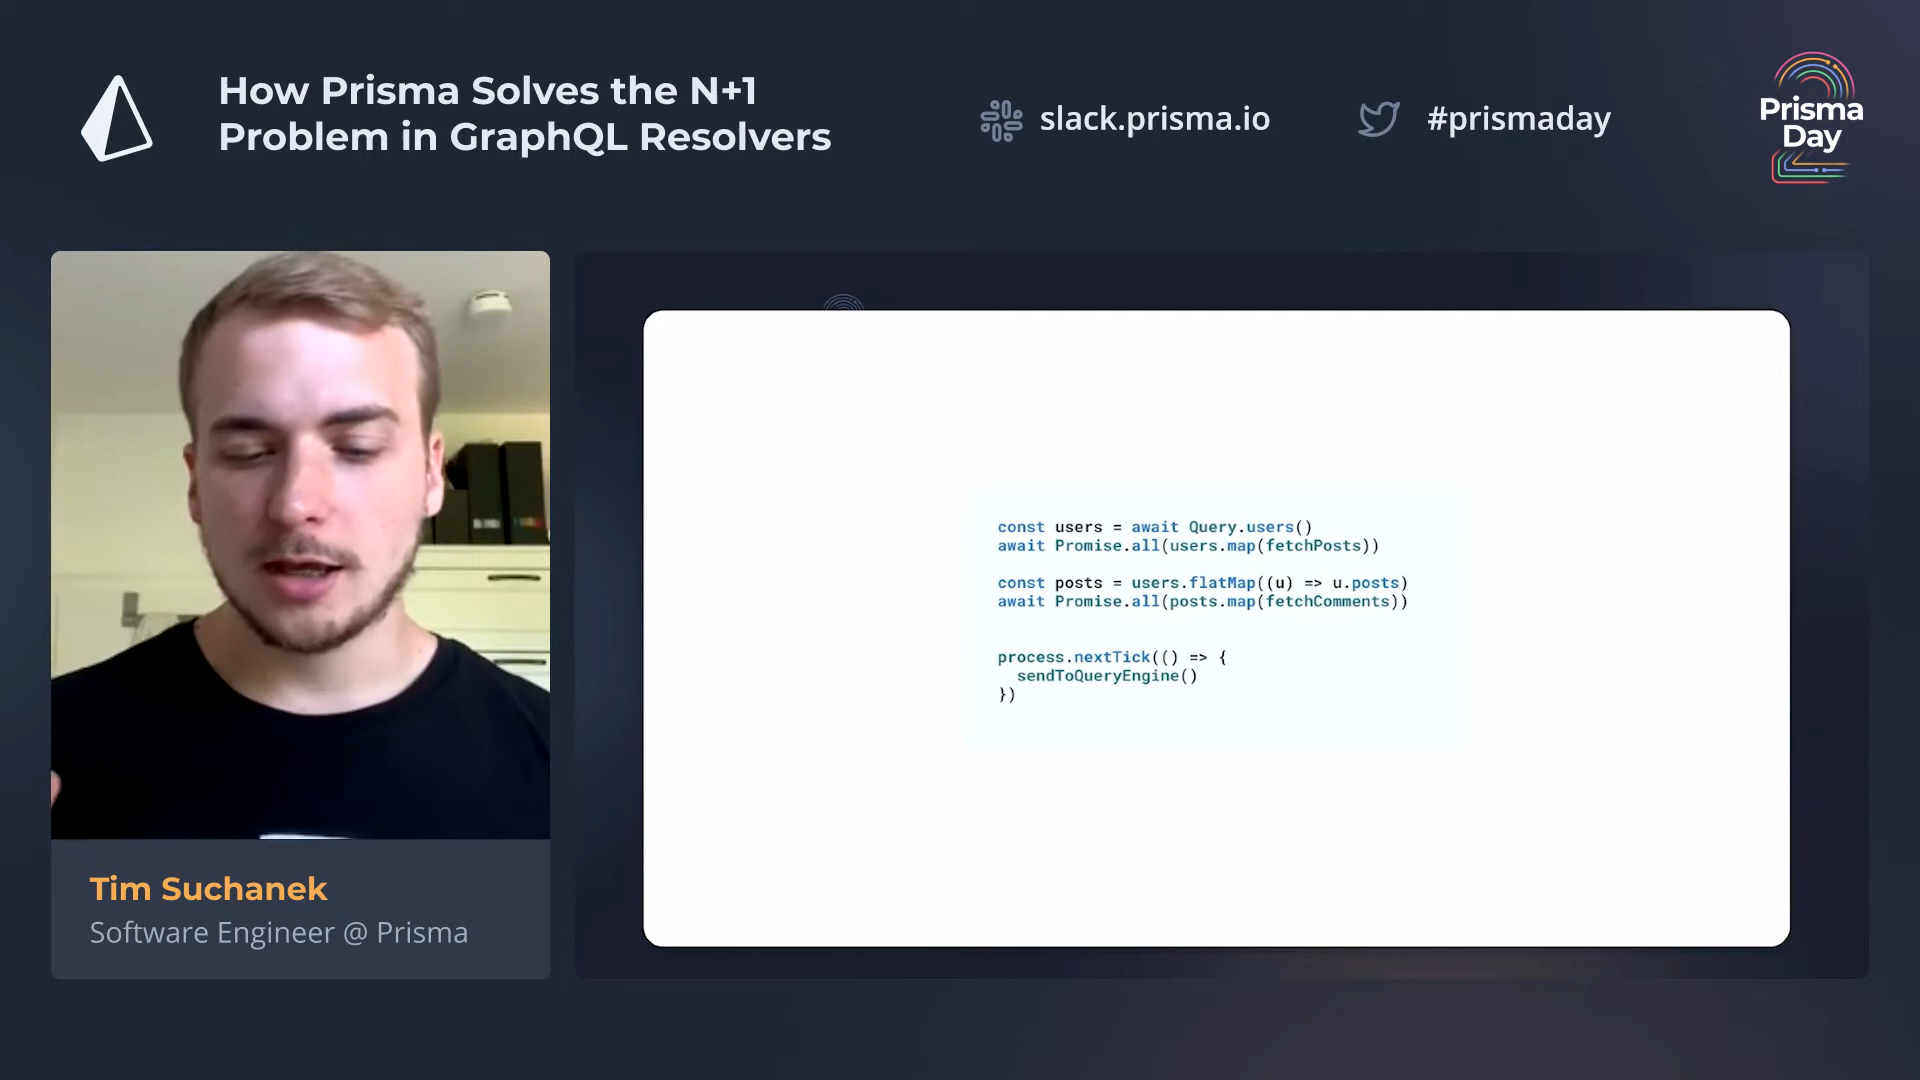 How Prisma Solves the N+1
Problem in GraphQL Resolvers
slack.prisma.io
#prismaday
Prisma
Day
const users = await Query.users()
await Promise.all(users.map(fetchPosts))
const posts = users.flatMap((u) => u.posts)
await Promise.all(posts.map(fetchComments))
process.nextTick(() => {
  sendToQueryEngine()
})
Tim Suchanek
Software Engineer @ Prisma